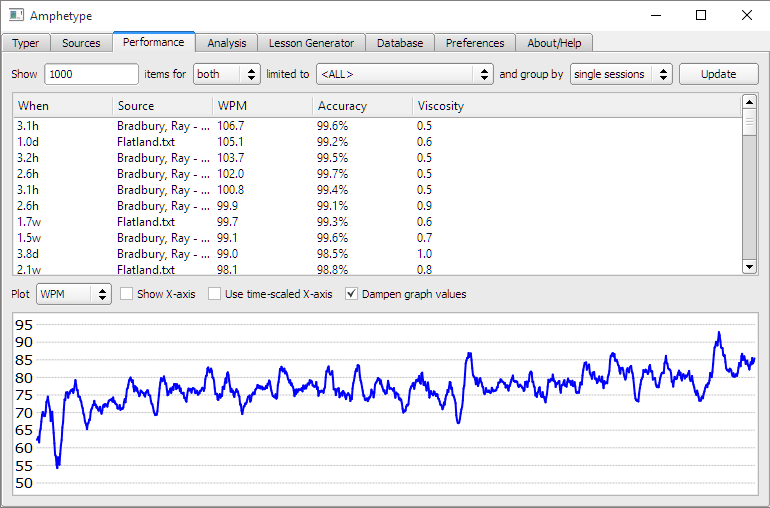 Amphetype
Typer Sources Performance Analysis Lesson Generator Database Preferences About/Help
Show 1000 items for both limited to <ALL> and group by single sessions Update
When Source WPM Accuracy Viscosity
3.1h Bradbury, Ray - ... 106.7 99.6% 0.5
1.0d Flatland.txt 105.1 99.2% 0.6
3.2h Bradbury, Ray - ... 103.7 99.5% 0.5
2.6h Bradbury, Ray - ... 102.0 99.7% 0.5
3.1h Bradbury, Ray - ... 100.8 99.4% 0.5
2.6h Bradbury, Ray - ... 99.9 99.1% 0.9
1.7w Flatland.txt 99.7 99.3% 0.6
1.5w Bradbury, Ray - ... 99.1 99.6% 0.7
3.8d Bradbury, Ray - ... 99.0 98.5% 1.0
2.1w Flatland.txt 98.1 98.8% 0.8
Plot WPM Show X-axis Use time-scaled X-axis Dampen graph values
95
90
85
80
75
70
65
60
55
50